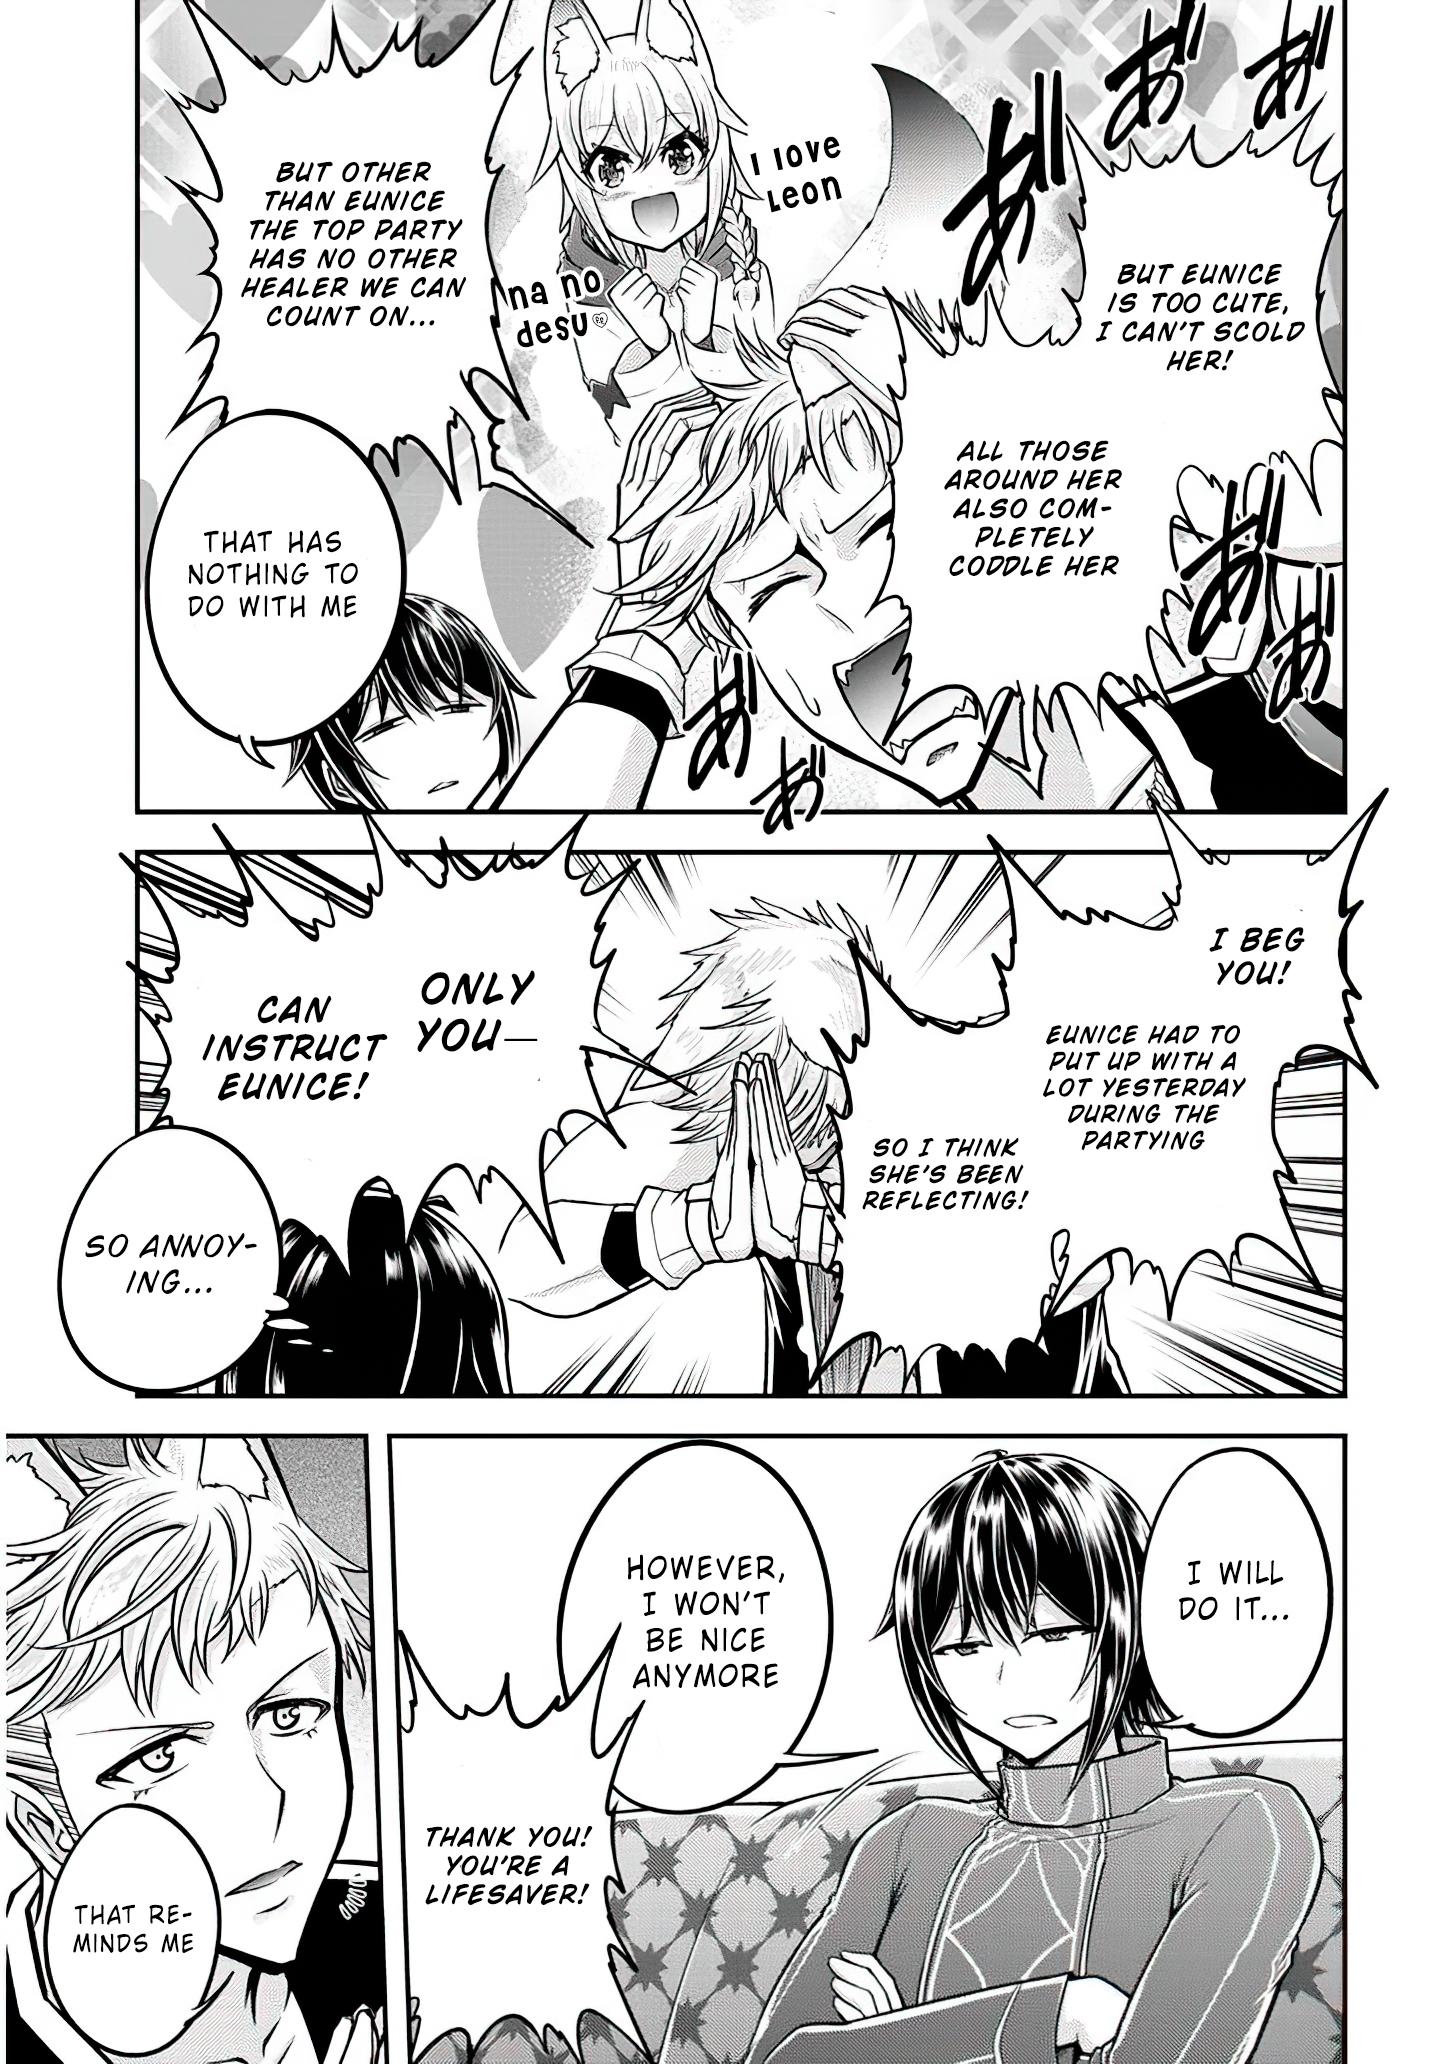 BUT EUNICE
IS TOO CUTE,
I CAN'T SCOLD
HER!
ALL THOSE
AROUND HER
ALSO COM-
PLETELY
CODDLE HER
あ゛
あ゛
あ゛
あ゛
あ゛
あ゛
あ゛
I LOVE
LEON
na no
desu
BUT OTHER
THAN EUNICE
THE TOP PARTY
HAS NO OTHER
HEALER WE CAN
COUNT ON...
THAT HAS
NOTHING TO
DO WITH ME
I BEG
YOU!
EUNICE HAD TO
PUT UP WITH A
LOT YESTERDAY
DURING THE
PARTYING
SO I THINK
SHE'S BEEN
REFLECTING!
ONLY
YOU—
CAN
INSTRUCT
EUNICE!
SO ANNOY-
ING...
I WILL
DO IT...
HOWEVER,
I WON'T
BE NICE
ANYMORE
THANK YOU!
YOU'RE A
LIFESAVER!
THAT RE-
MINDS ME